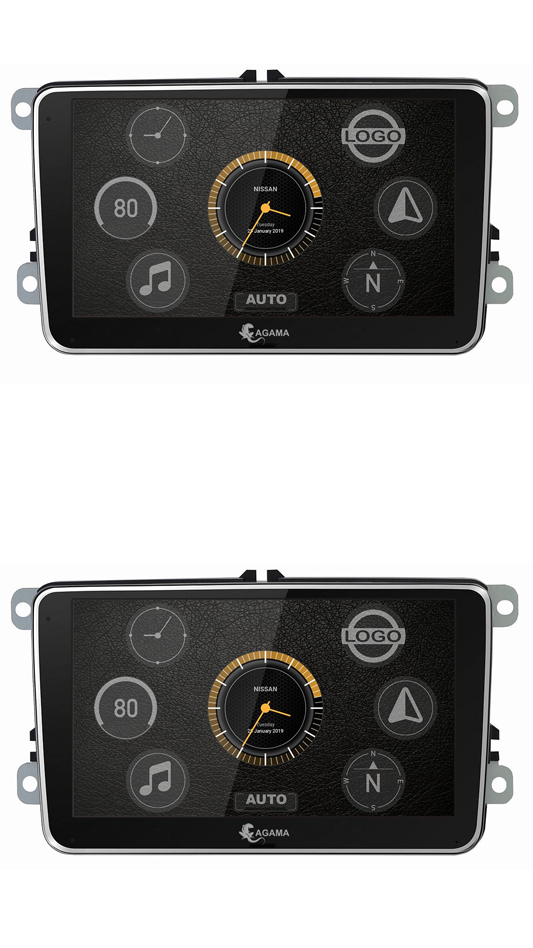 LOGO
80
NISSAN
Tuesday
29 January 2019
N
E
S
W
N
AUTO
AGAMA
LOGO
80
NISSAN
Tuesday
29 January 2019
N
E
S
W
N
AUTO
AGAMA